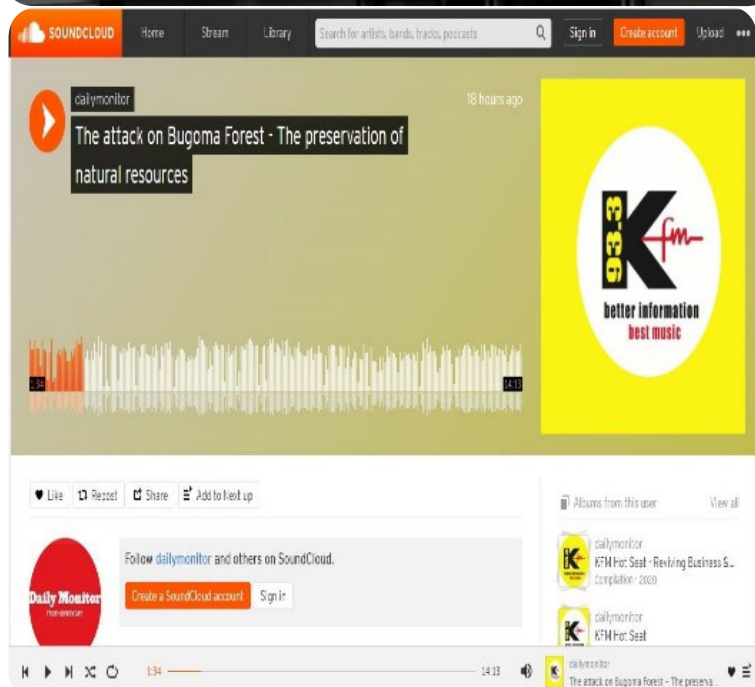 SOUNDCLOUD Home Stream Library Search for artists, bands, tracks, podcasts Sign in Create account Upload
dailymonitor 18 hours ago
The attack on Bugoma Forest - The preservation of
natural resources
93.3 K fm
better information
best music
1:34 14:13
Like Repost Share Add to Next up
Albums from this user View all
Daily Monitor
Follow dailymonitor and others on SoundCloud.
Create a SoundCloud account Sign in
dailymonitor
KFM Hot Seat - Reviving Business &...
Compilation · 2020
dailymonitor
KFM Hot Seat
1:34 14:13
dailymonitor
The attack on Bugoma Forest - The preserva...